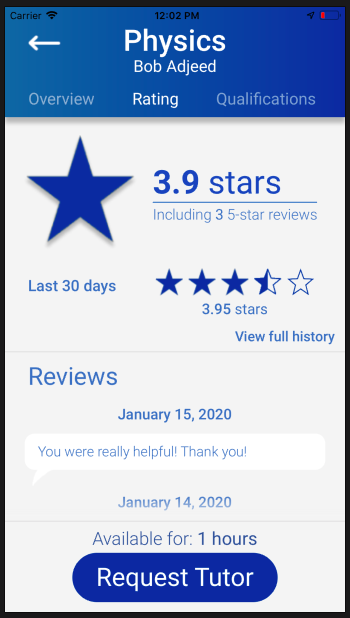 Carrier 12:02 PM
Physics
Bob Adjeed
Overview Rating Qualifications
3.9 stars
Including 3 5-star reviews
Last 30 days
3.95 stars
View full history
Reviews
January 15, 2020
You were really helpful! Thank you!
January 14, 2020
Available for: 1 hours
Request Tutor